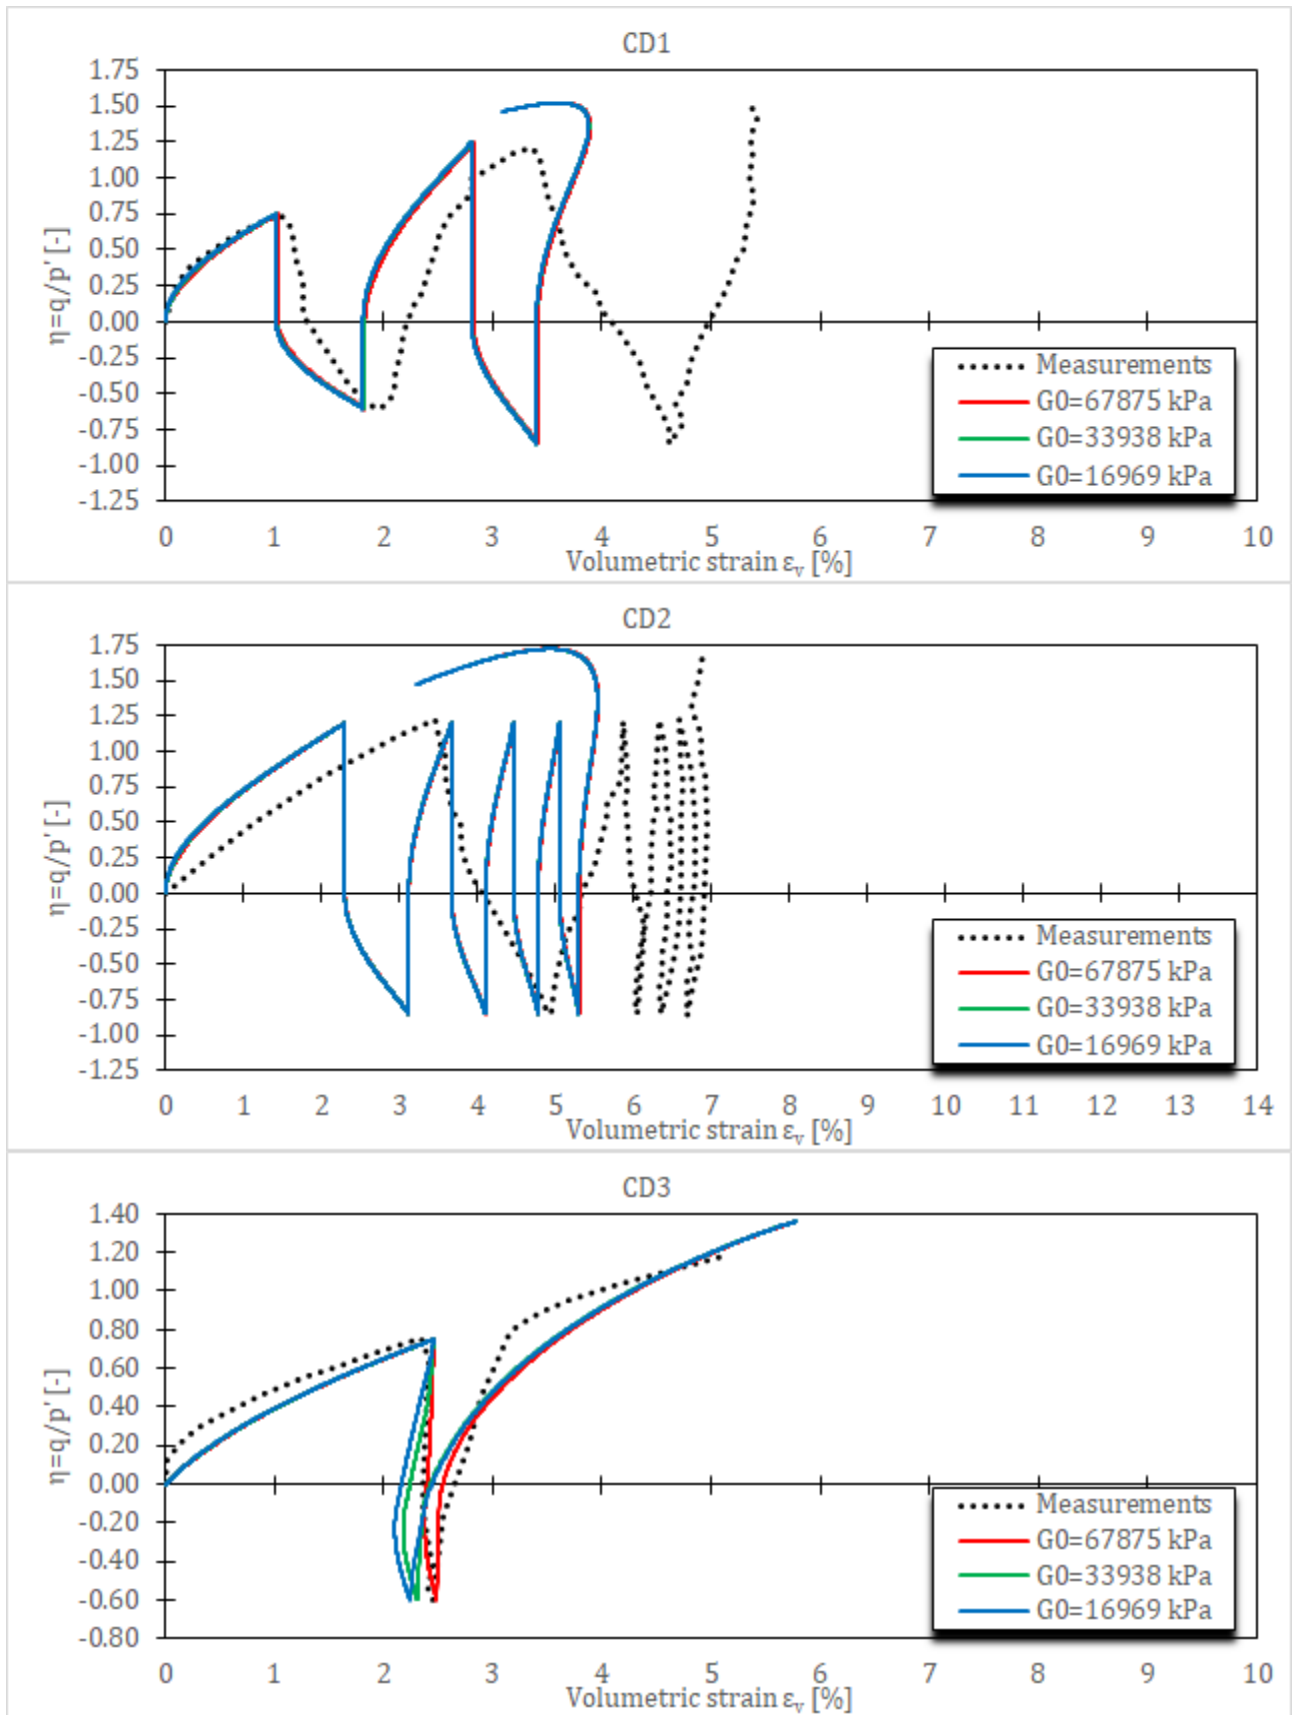 CD1
1.75
1.50
1.25
1.00
0.75
0.50
0.25
0.00
-0.25
-0.50
-0.75
-1.00
-1.25
η=q/p' [-]
0 1 2 3 4 5 6 7 8 9 10
Volumetric strain εv [%]
Measurements
G0=67875 kPa
G0=33938 kPa
G0=16969 kPa
CD2
1.75
1.50
1.25
1.00
0.75
0.50
0.25
0.00
-0.25
-0.50
-0.75
-1.00
-1.25
η=q/p' [-]
0 1 2 3 4 5 6 7 8 9 10 11 12 13 14
Volumetric strain εv [%]
Measurements
G0=67875 kPa
G0=33938 kPa
G0=16969 kPa
CD3
1.40
1.20
1.00
0.80
0.60
0.40
0.20
0.00
-0.20
-0.40
-0.60
-0.80
η=q/p' [-]
0 1 2 3 4 5 6 7 8 9 10
Volumetric strain εv [%]
Measurements
G0=67875 kPa
G0=33938 kPa
G0=16969 kPa